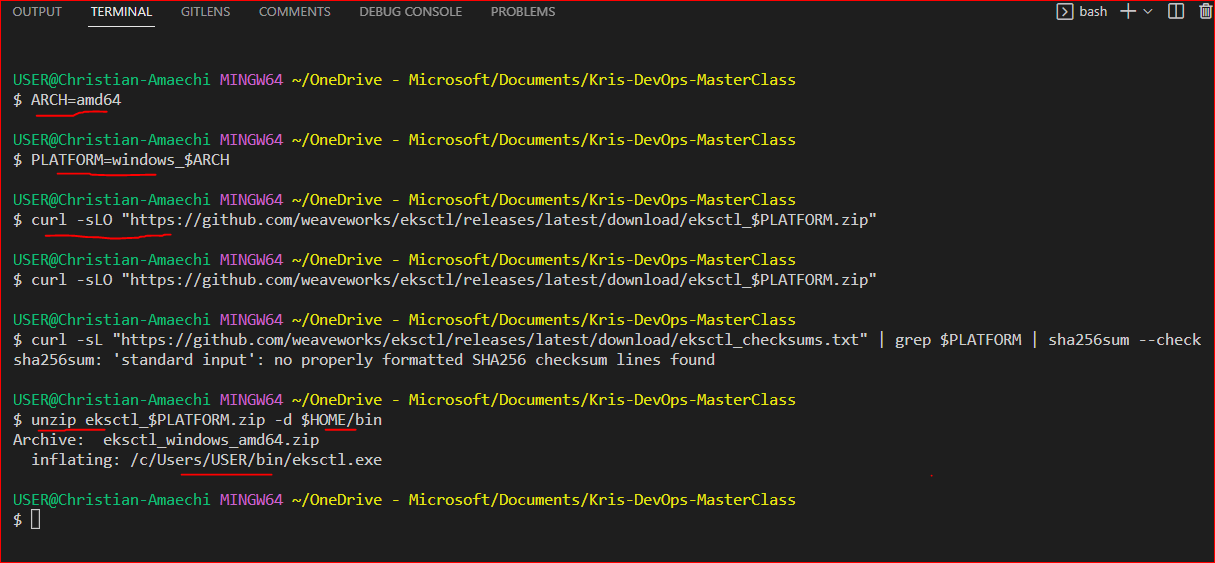 OUTPUT TERMINAL GITLENS COMMENTS DEBUG CONSOLE PROBLEMS bash
USER@Christian-Amaechi MINGW64 ~/OneDrive - Microsoft/Documents/Kris-DevOps-MasterClass
$ ARCH=amd64
USER@Christian-Amaechi MINGW64 ~/OneDrive - Microsoft/Documents/Kris-DevOps-MasterClass
$ PLATFORM=windows_$ARCH
USER@Christian-Amaechi MINGW64 ~/OneDrive - Microsoft/Documents/Kris-DevOps-MasterClass
$ curl -sLO "https://github.com/weaveworks/eksctl/releases/latest/download/eksctl_$PLATFORM.zip"
USER@Christian-Amaechi MINGW64 ~/OneDrive - Microsoft/Documents/Kris-DevOps-MasterClass
$ curl -sLO "https://github.com/weaveworks/eksctl/releases/latest/download/eksctl_$PLATFORM.zip"
USER@Christian-Amaechi MINGW64 ~/OneDrive - Microsoft/Documents/Kris-DevOps-MasterClass
$ curl -sL "https://github.com/weaveworks/eksctl/releases/latest/download/eksctl_checksums.txt" | grep $PLATFORM | sha256sum --check
sha256sum: 'standard input': no properly formatted SHA256 checksum lines found
USER@Christian-Amaechi MINGW64 ~/OneDrive - Microsoft/Documents/Kris-DevOps-MasterClass
$ unzip eksctl_$PLATFORM.zip -d $HOME/bin
Archive:  eksctl_windows_amd64.zip
  inflating: /c/Users/USER/bin/eksctl.exe
USER@Christian-Amaechi MINGW64 ~/OneDrive - Microsoft/Documents/Kris-DevOps-MasterClass
$